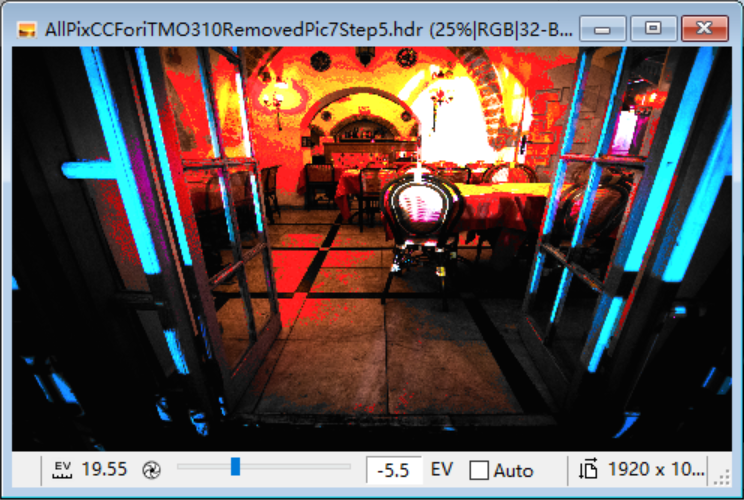 AllPixCCForiTMO310RemovedPic7Step5.hdr (25%|RGB|32-B...
EV 19.55 -5.5 EV Auto 1920 x 10...